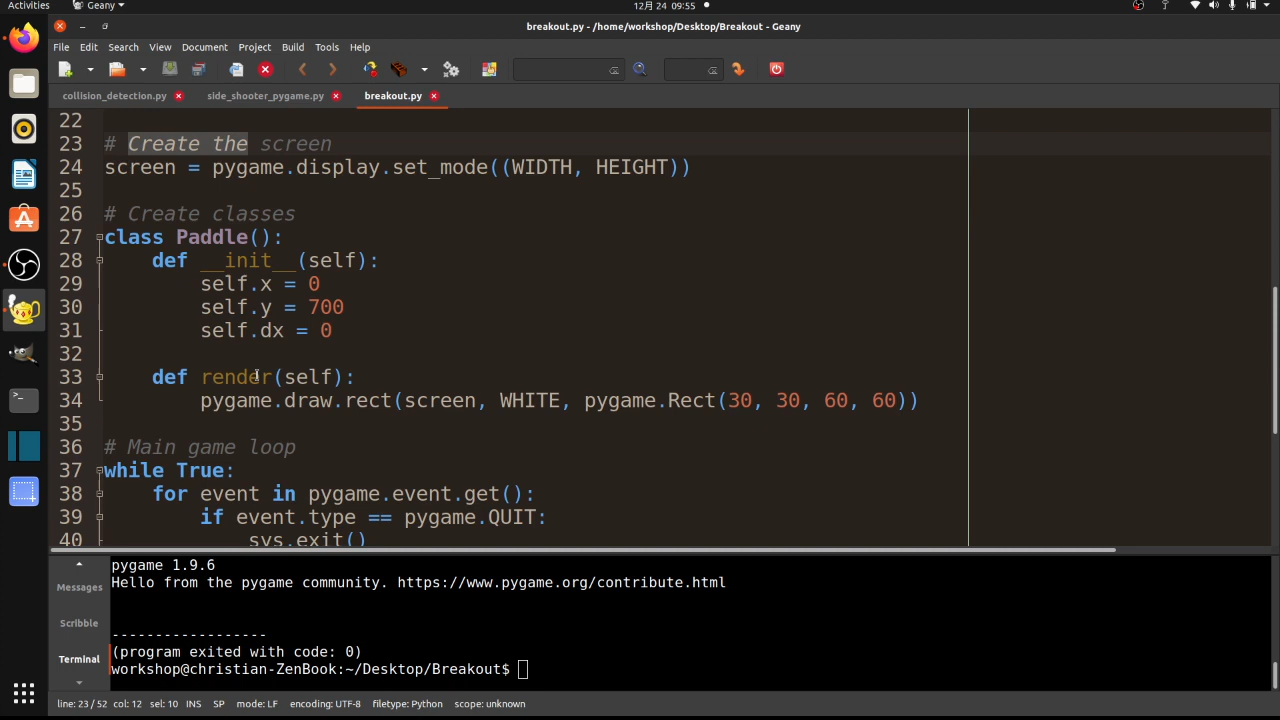 Activities
Geany
12月 24 09:55
breakout.py - /home/workshop/Desktop/Breakout - Geany
File Edit Search View Document Project Build Tools Help
collision_detection.py
side_shooter_pygame.py
breakout.py
22
23 # Create the screen
24 screen = pygame.display.set_mode((WIDTH, HEIGHT))
25
26 # Create classes
27 class Paddle():
28 def __init__(self):
29 self.x = 0
30 self.y = 700
31 self.dx = 0
32
33 def render(self):
34 pygame.draw.rect(screen, WHITE, pygame.Rect(30, 30, 60, 60))
35
36 # Main game loop
37 while True:
38 for event in pygame.event.get():
39 if event.type == pygame.QUIT:
40 sys.exit()
Messages
Scribble
Terminal
pygame 1.9.6
Hello from the pygame community. https://www.pygame.org/contribute.html
------------------
(program exited with code: 0)
workshop@christian-ZenBook:~/Desktop/Breakout$
line: 23 / 52 col: 12 sel: 10 INS SP mode: LF encoding: UTF-8 filetype: Python scope: unknown